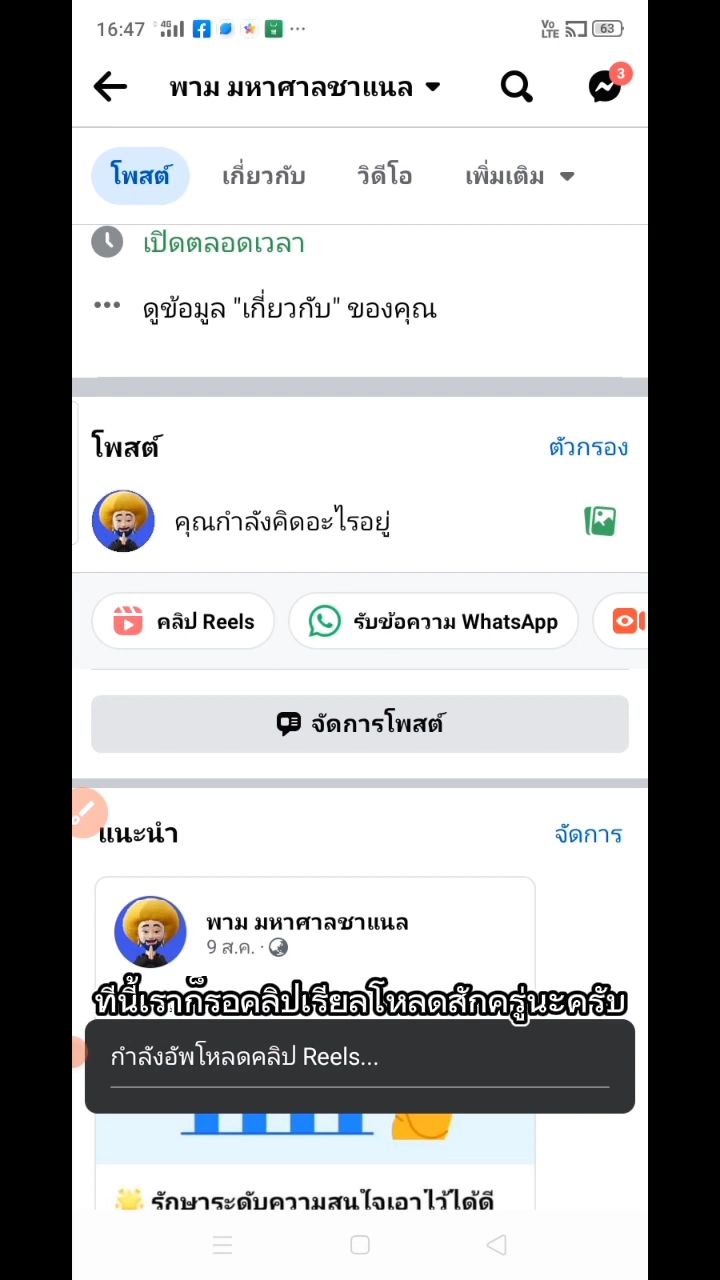 16:47 4G Vo LTE 63
พาม มหาศาลชาแนล 3
โพสต์ เกี่ยวกับ วิดีโอ เพิ่มเติม
เปิดตลอดเวลา
ดูข้อมูล "เกี่ยวกับ" ของคุณ
โพสต์ ตัวกรอง
คุณกำลังคิดอะไรอยู่
คลิป Reels รับข้อความ WhatsApp
จัดการโพสต์
แนะนำ จัดการ
พาม มหาศาลชาแนล
9 ส.ค. ·
ทีนี้เราก็รอคลิปเรียลโหลดสักครู่นะครับ
กำลังอัพโหลดคลิป Reels...
รักษาระดับความสนใจเอาไว้ได้ดี